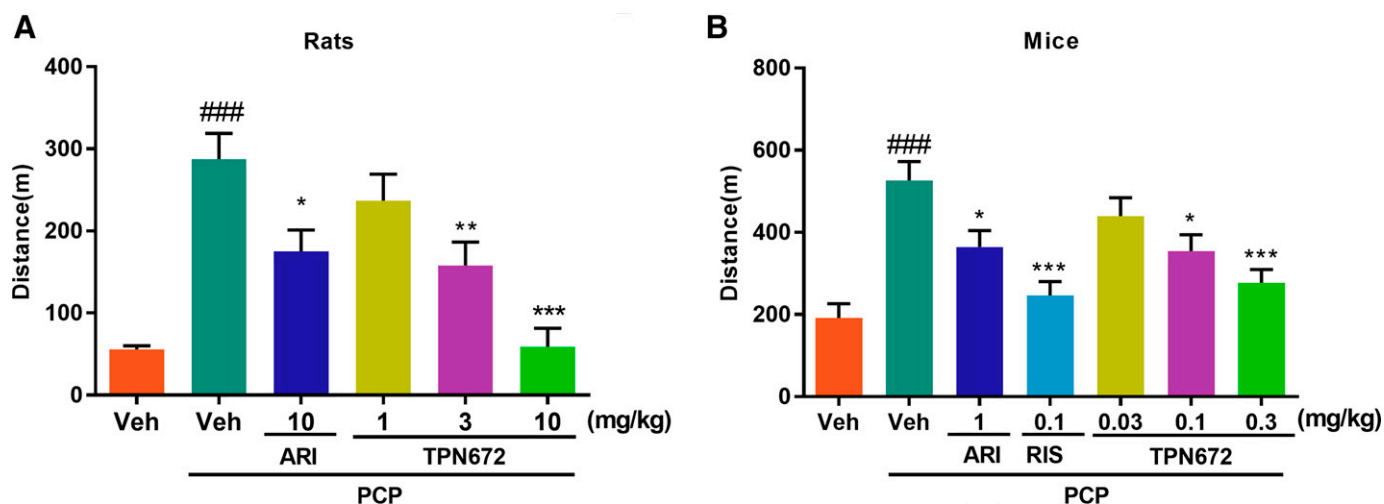 A
Rats
Distance(m)
400
300
200
100
0
###
*
**
***
Veh Veh 10 1 3 10 (mg/kg)
ARI TPN672
PCP
B
Mice
Distance(m)
800
600
400
200
0
###
*
***
*
***
Veh Veh 1 0.1 0.03 0.1 0.3 (mg/kg)
ARI RIS TPN672
PCP